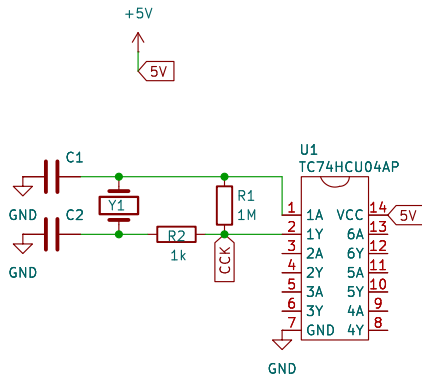 +5V
5V
U1
TC74HCU04AP
C1
GND
Y1
R1
1M
C2
GND
R2
1k
CCK
1 1A VCC 14 5V
2 1Y 6A 13
3 2A 6Y 12
4 2Y 5A 11
5 3A 5Y 10
6 3Y 4A 9
7 GND 4Y 8
GND